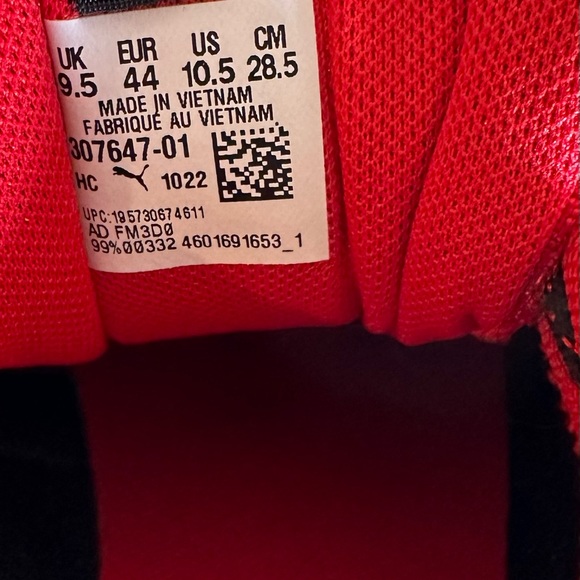 UK EUR US CM
9.5 44 10.5 28.5
MADE IN VIETNAM
FABRIQUÉ AU VIETNAM
307647-01
HC 1022
UPC:195730674611
AD FM3D0
99%00332 4601691653_1